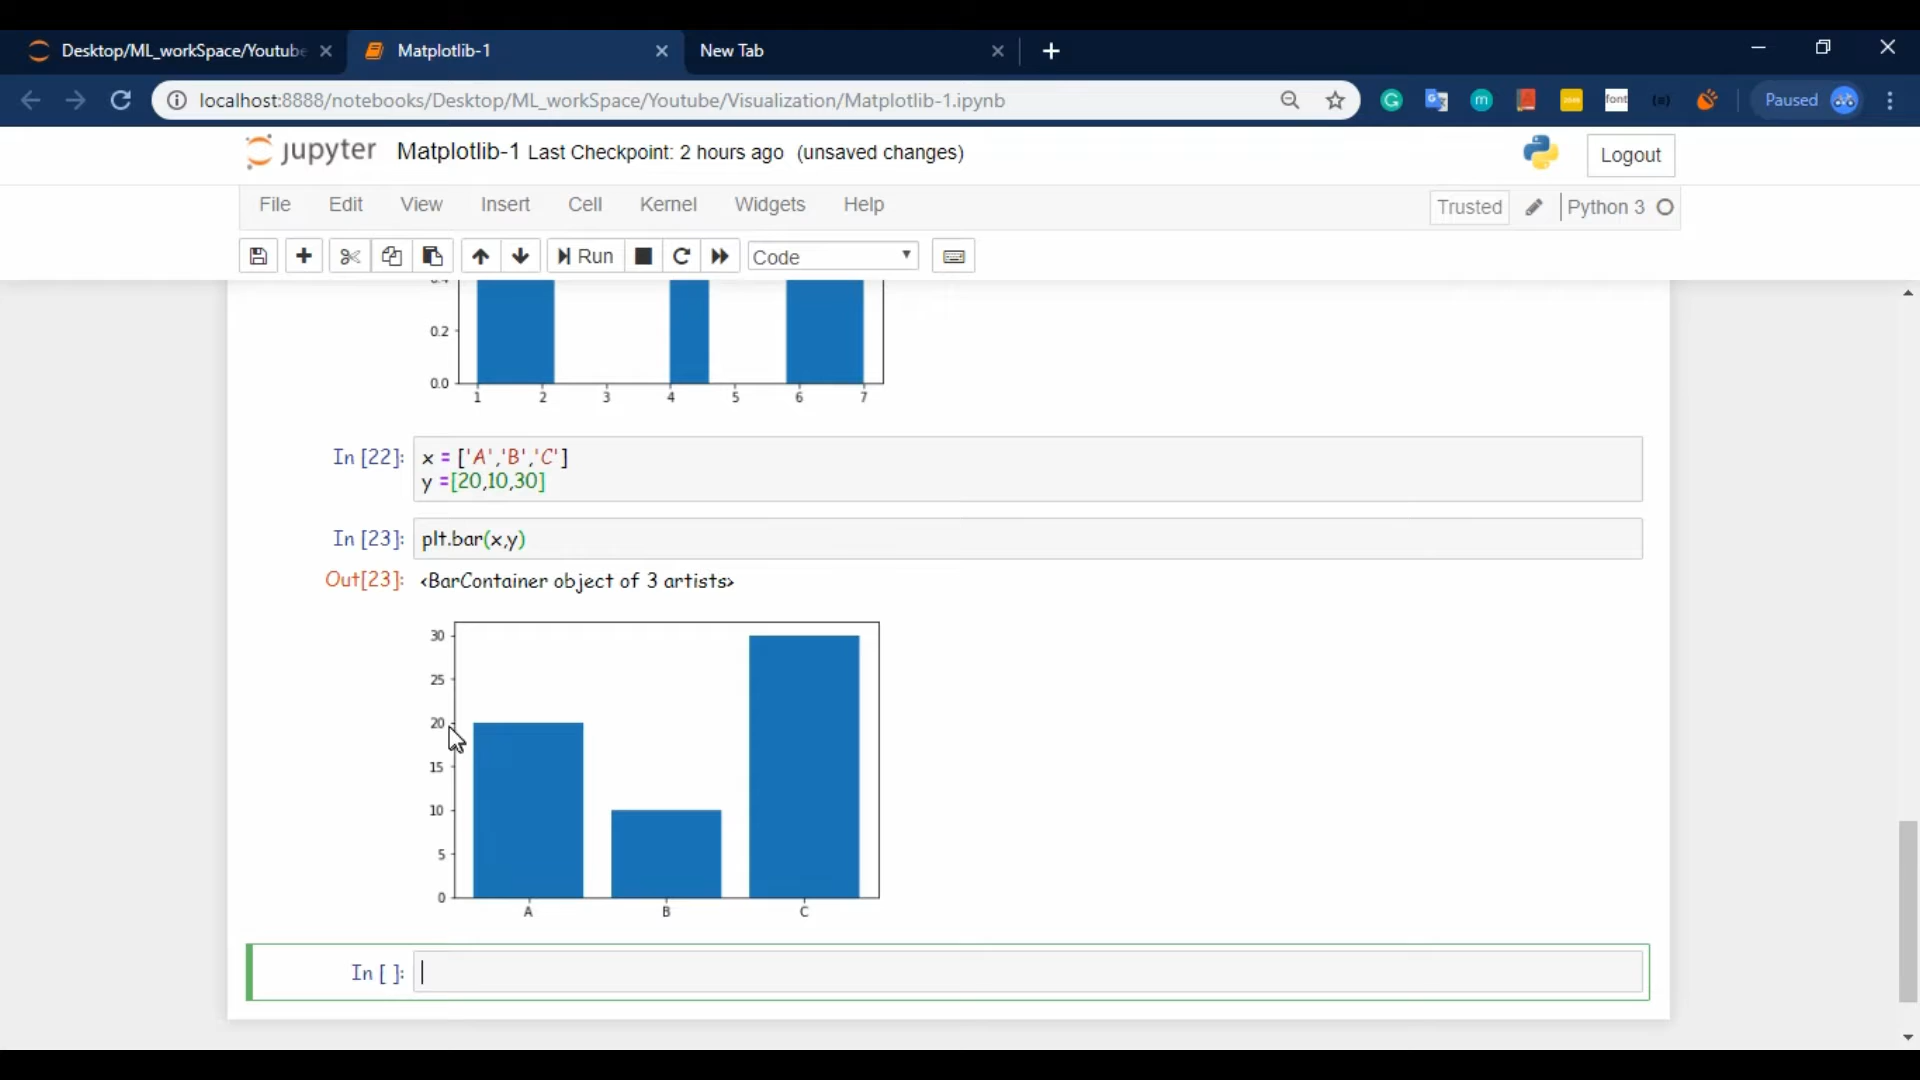 Desktop/ML_workSpace/Youtube
Matplotlib-1
New Tab
localhost:8888/notebooks/Desktop/ML_workSpace/Youtube/Visualization/Matplotlib-1.ipynb
Paused
jupyter Matplotlib-1 Last Checkpoint: 2 hours ago (unsaved changes)
Logout
File Edit View Insert Cell Kernel Widgets Help
Trusted
Python 3
Run
Code
0.2
0.0
1 2 3 4 5 6 7
In [22]: x = ['A','B','C']
y =[20,10,30]
In [23]: plt.bar(x,y)
Out[23]: <BarContainer object of 3 artists>
30
25
20
15
10
5
0
A B C
In [ ]: